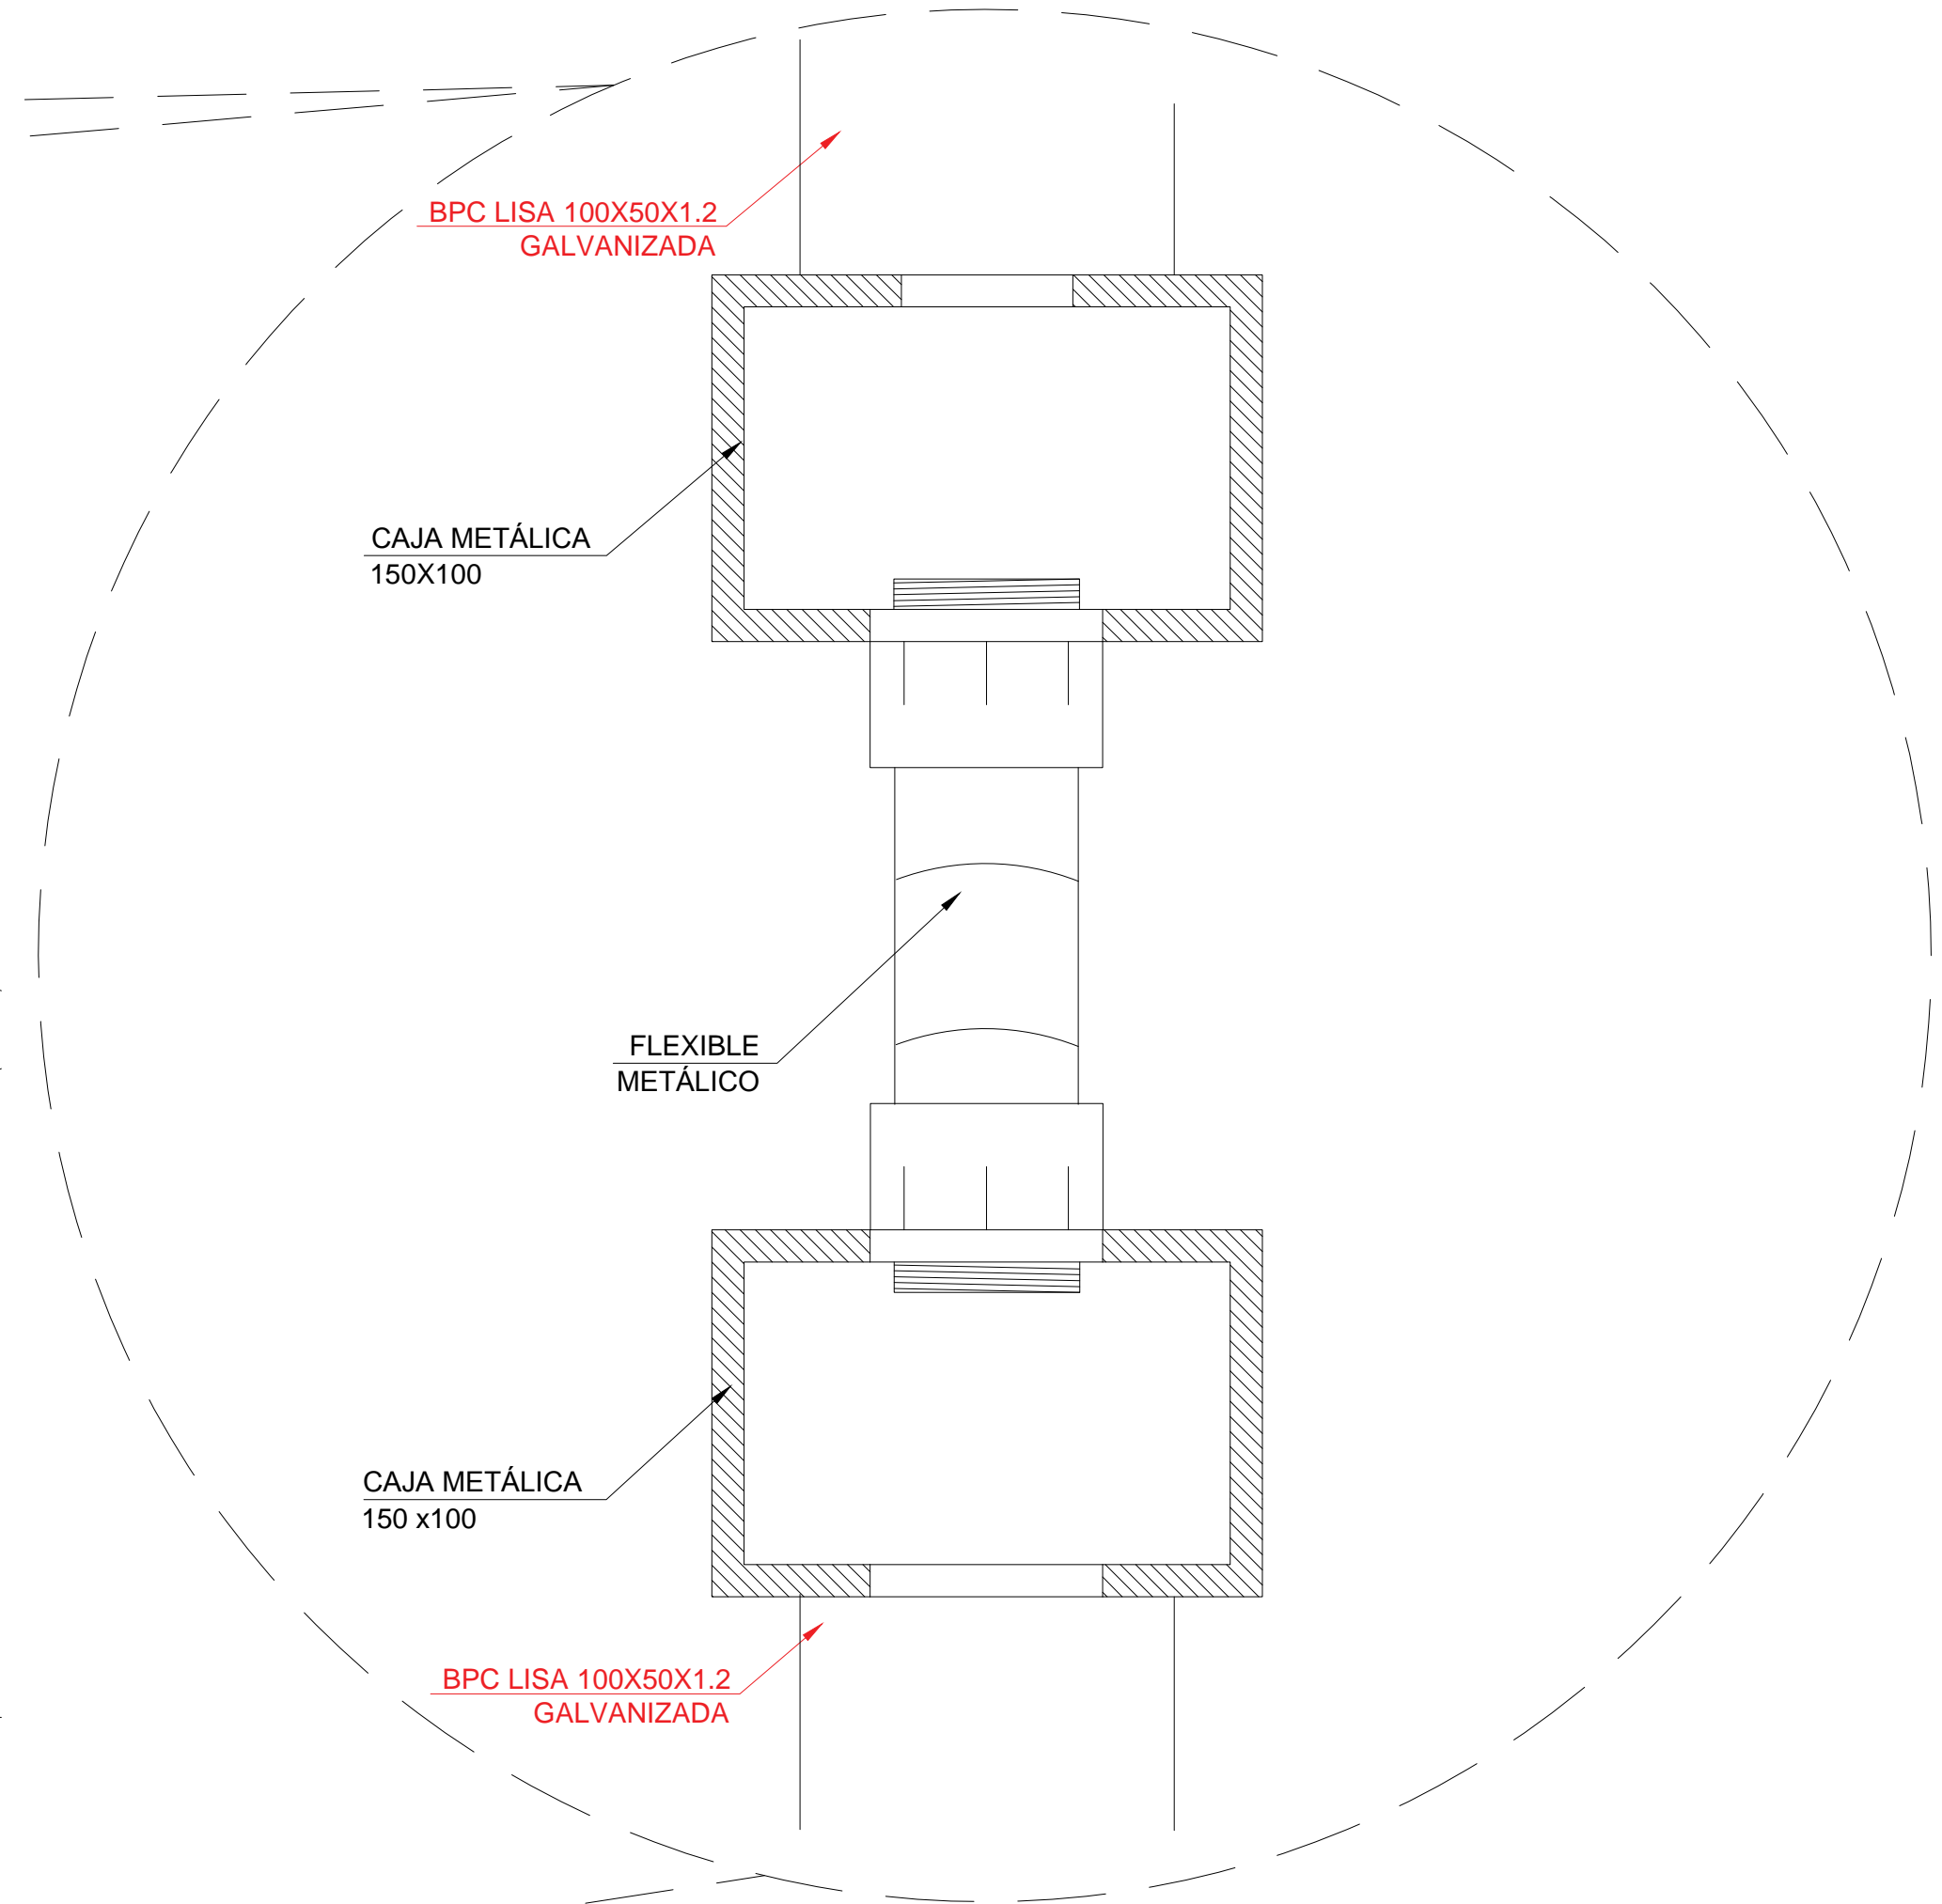 BPC LISA 100X50X1.2
GALVANIZADA
CAJA METÁLICA
150X100
FLEXIBLE
METÁLICO
CAJA METÁLICA
150 x100
BPC LISA 100X50X1.2
GALVANIZADA